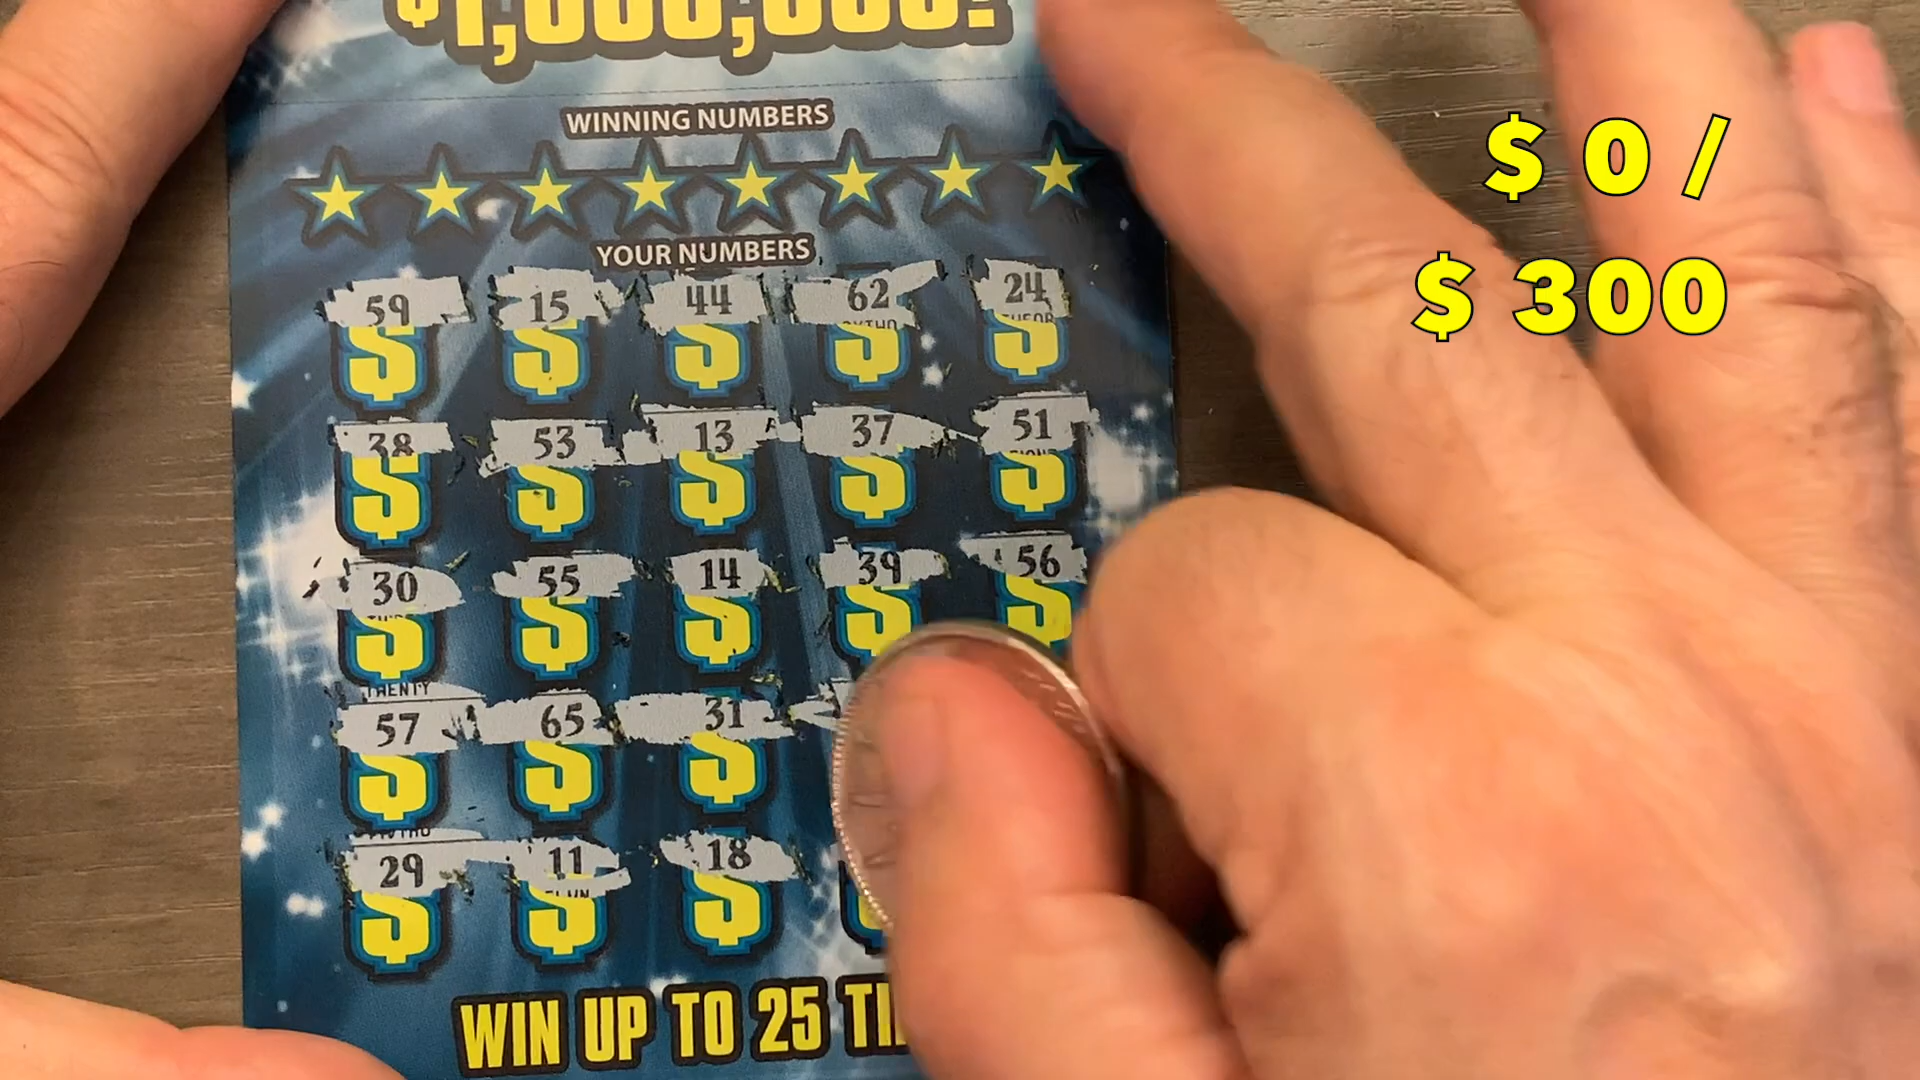 $1,000,000!
WINNING NUMBERS
$ 0 /
$ 300
YOUR NUMBERS
59 15 44 62 24
$ $ $ $ $
38 53 13 37 51
$ $ $ $ $
30 55 14 39 56
$ $ $ $ $
57 65 31
$ $ $
29 11 18
$ $ $
WIN UP TO 25